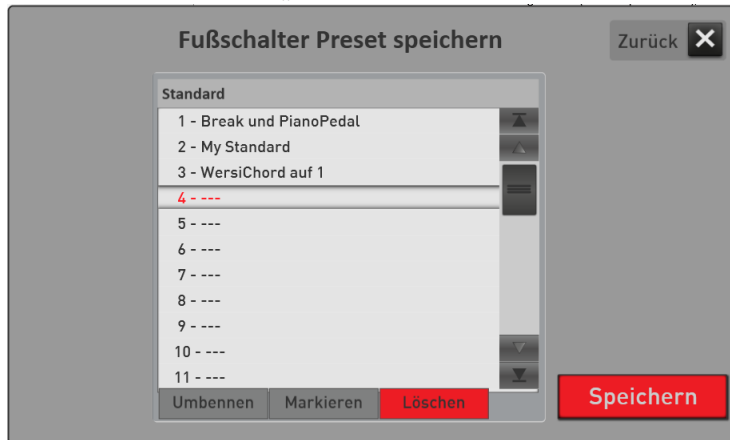 Fußschalter Preset speichern
Zurück
Standard
1 - Break und PianoPedal
2 - My Standard
3 - WersiChord auf 1
4 - ---
5 - ---
6 - ---
7 - ---
8 - ---
9 - ---
10 - ---
11 - ---
Umbennen Markieren Löschen
Speichern